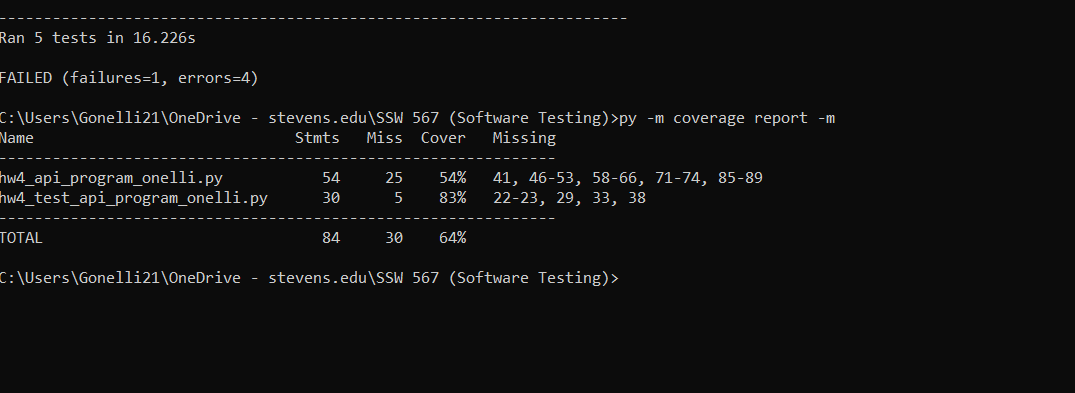 ----------------------------------------------------------------------
Ran 5 tests in 16.226s
FAILED (failures=1, errors=4)
C:\Users\Gonelli21\OneDrive - stevens.edu\SSW 567 (Software Testing)>py -m coverage report -m
Name                             Stmts   Miss  Cover   Missing
--------------------------------------------------------------
hw4_api_program_onelli.py           54     25    54%   41, 46-53, 58-66, 71-74, 85-89
hw4_test_api_program_onelli.py      30      5    83%   22-23, 29, 33, 38
--------------------------------------------------------------
TOTAL                               84     30    64%
C:\Users\Gonelli21\OneDrive - stevens.edu\SSW 567 (Software Testing)>